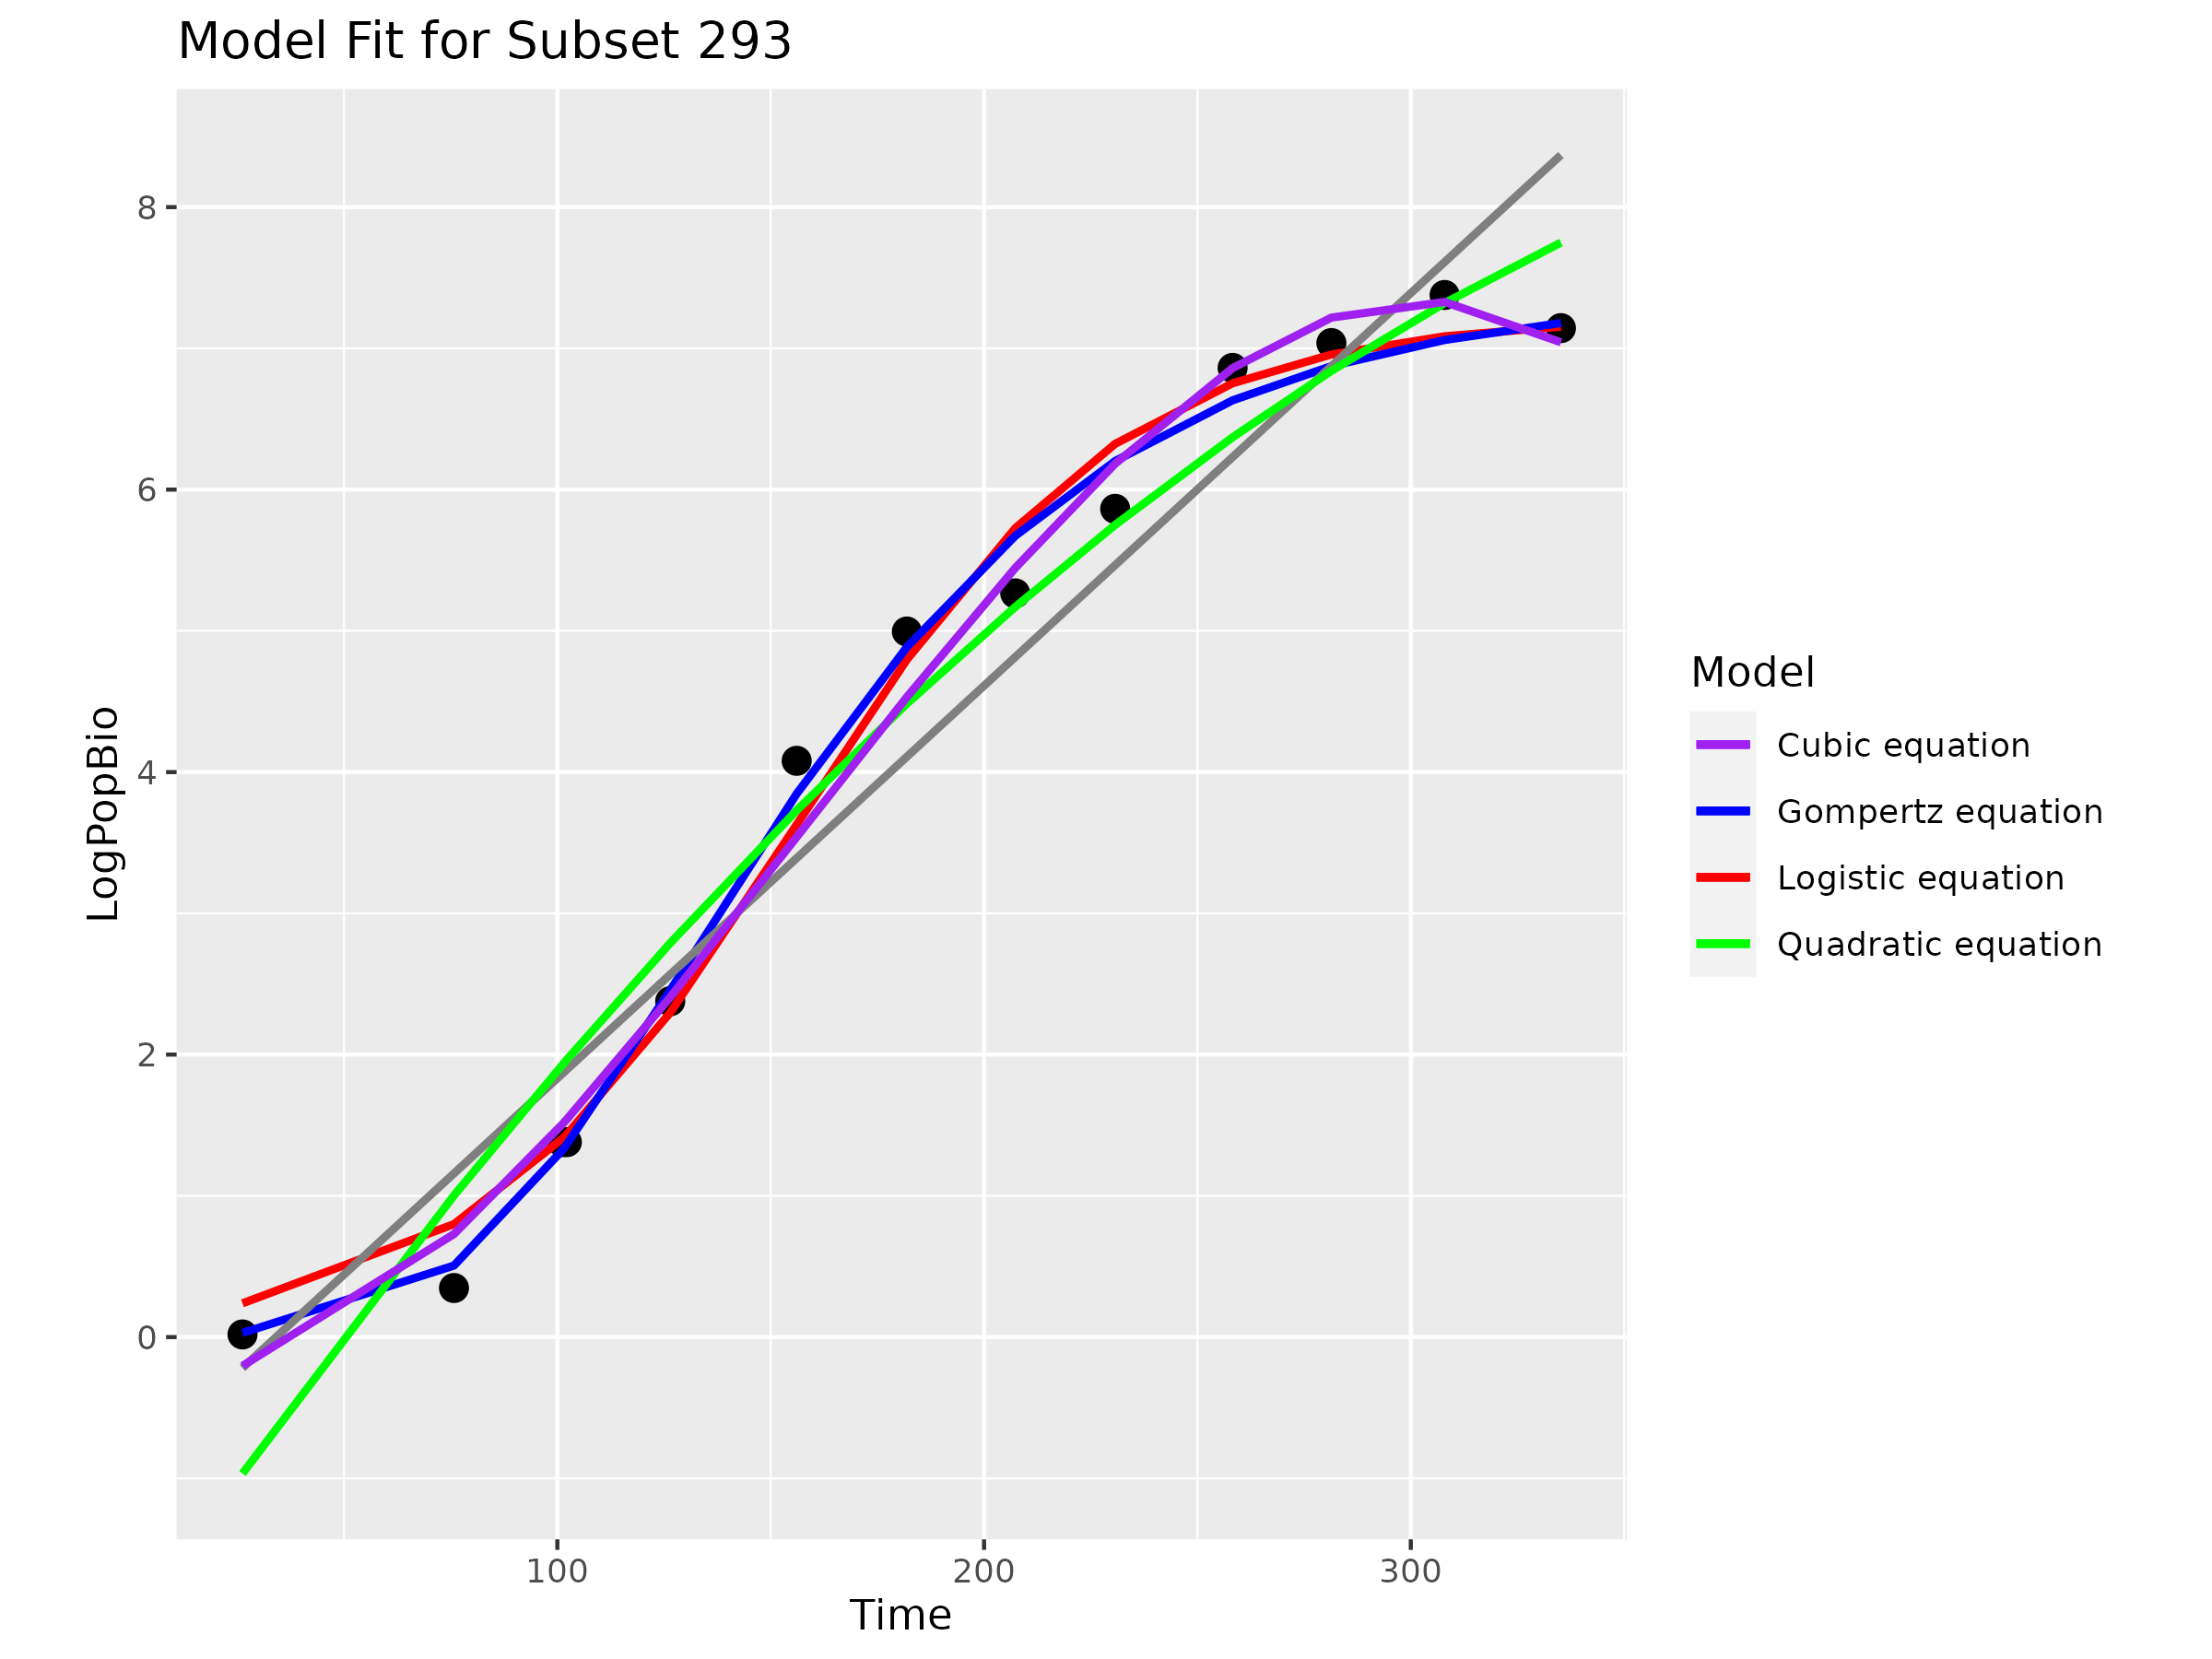 Model Fit for Subset 293
8
6
4
2
0
LogPopBio
100
200
300
Time
Model
Cubic equation
Gompertz equation
Logistic equation
Quadratic equation